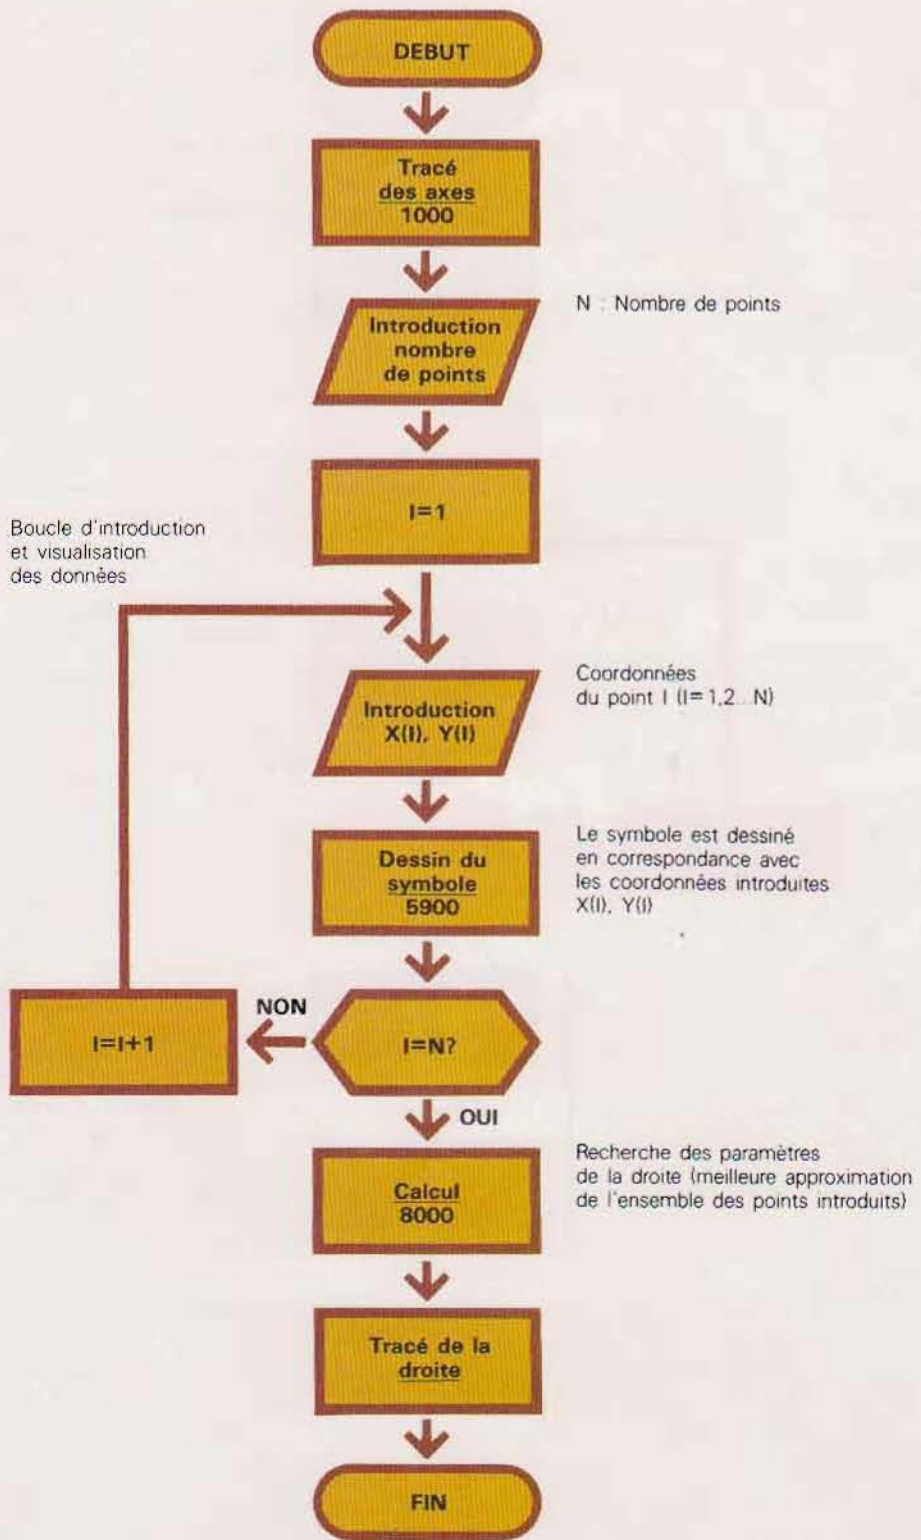 DEBUT
Tracé
des axes
1000
Introduction
nombre
de points
N : Nombre de points
I=1
Boucle d'introduction
et visualisation
des données
Introduction
X(I), Y(I)
Coordonnées
du point I (I=1,2...N)
Dessin du
symbole
5900
Le symbole est dessiné
en correspondance avec
les coordonnées introduites
X(I), Y(I)
I=I+1
NON
I=N?
OUI
Calcul
8000
Recherche des paramètres
de la droite (meilleure approximation
de l'ensemble des points introduits)
Tracé de la
droite
FIN